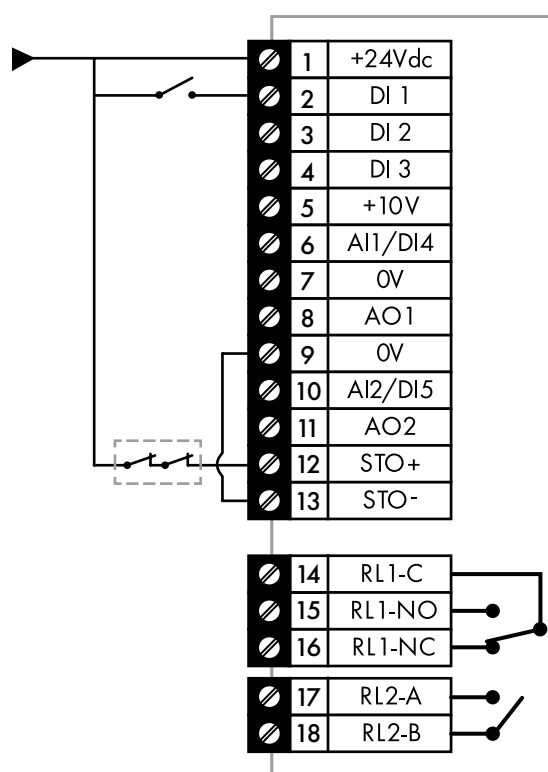 1 +24Vdc
2 DI 1
3 DI 2
4 DI 3
5 +10V
6 AI1/DI4
7 0V
8 AO1
9 0V
10 AI2/DI5
11 AO2
12 STO+
13 STO-
14 RL1-C
15 RL1-NO
16 RL1-NC
17 RL2-A
18 RL2-B